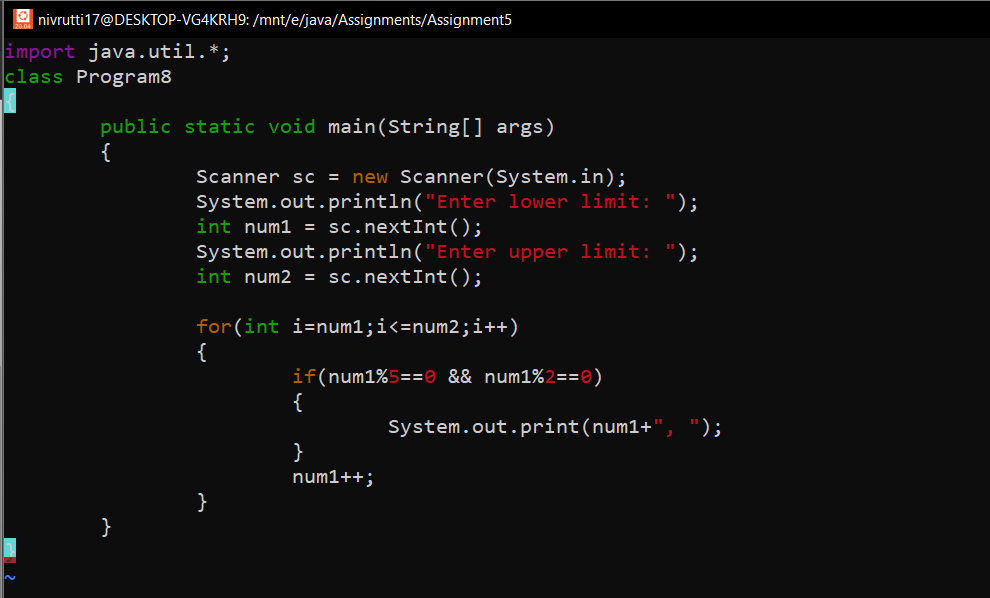 nivrutti17@DESKTOP-VG4KRH9: /mnt/e/java/Assignments/Assignment5
import java.util.*;
class Program8
{
        public static void main(String[] args)
        {
                Scanner sc = new Scanner(System.in);
                System.out.println("Enter lower limit: ");
                int num1 = sc.nextInt();
                System.out.println("Enter upper limit: ");
                int num2 = sc.nextInt();

                for(int i=num1;i<=num2;i++)
                {
                        if(num1%5==0 && num1%2==0)
                        {
                                System.out.print(num1+", ");
                        }
                        num1++;
                }
        }
}
~